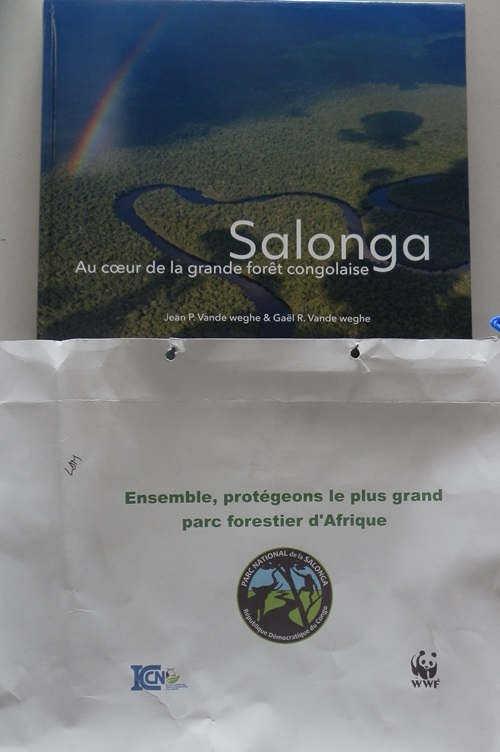 Salonga
Au cœur de la grande forêt congolaise
Jean P. Vande weghe & Gaël R. Vande weghe
Ensemble, protégeons le plus grand
parc forestier d'Afrique
PARC NATIONAL de la SALONGA
République Démocratique du Congo
ICCN
WWF